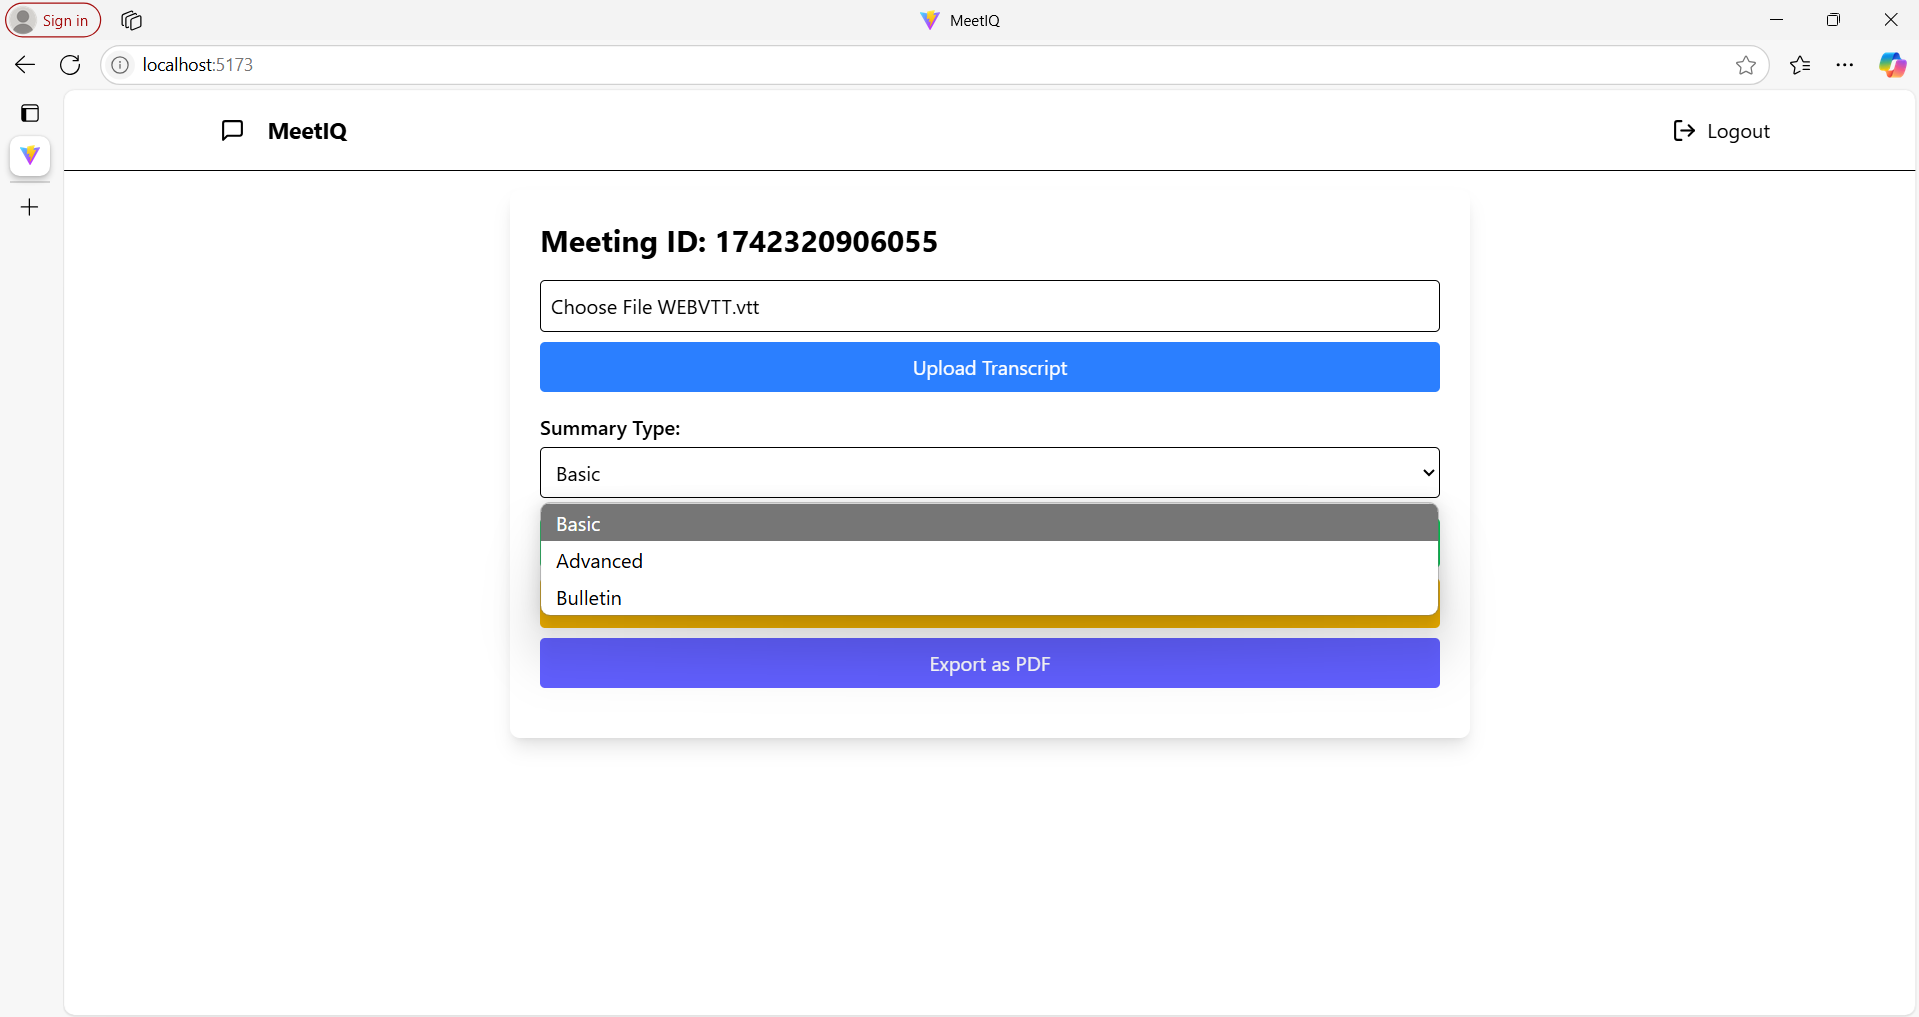 Sign in
MeetIQ
localhost:5173
MeetIQ
Logout
Meeting ID: 1742320906055
Choose File WEBVTT.vtt
Upload Transcript
Summary Type:
Basic
Basic
Advanced
Bulletin
Export as PDF